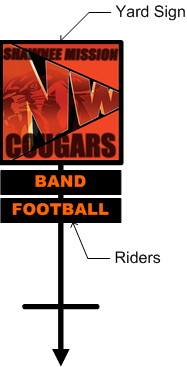 Yard Sign
SHAWNEE MISSION
NW
COUGARS
BAND
FOOTBALL
Riders